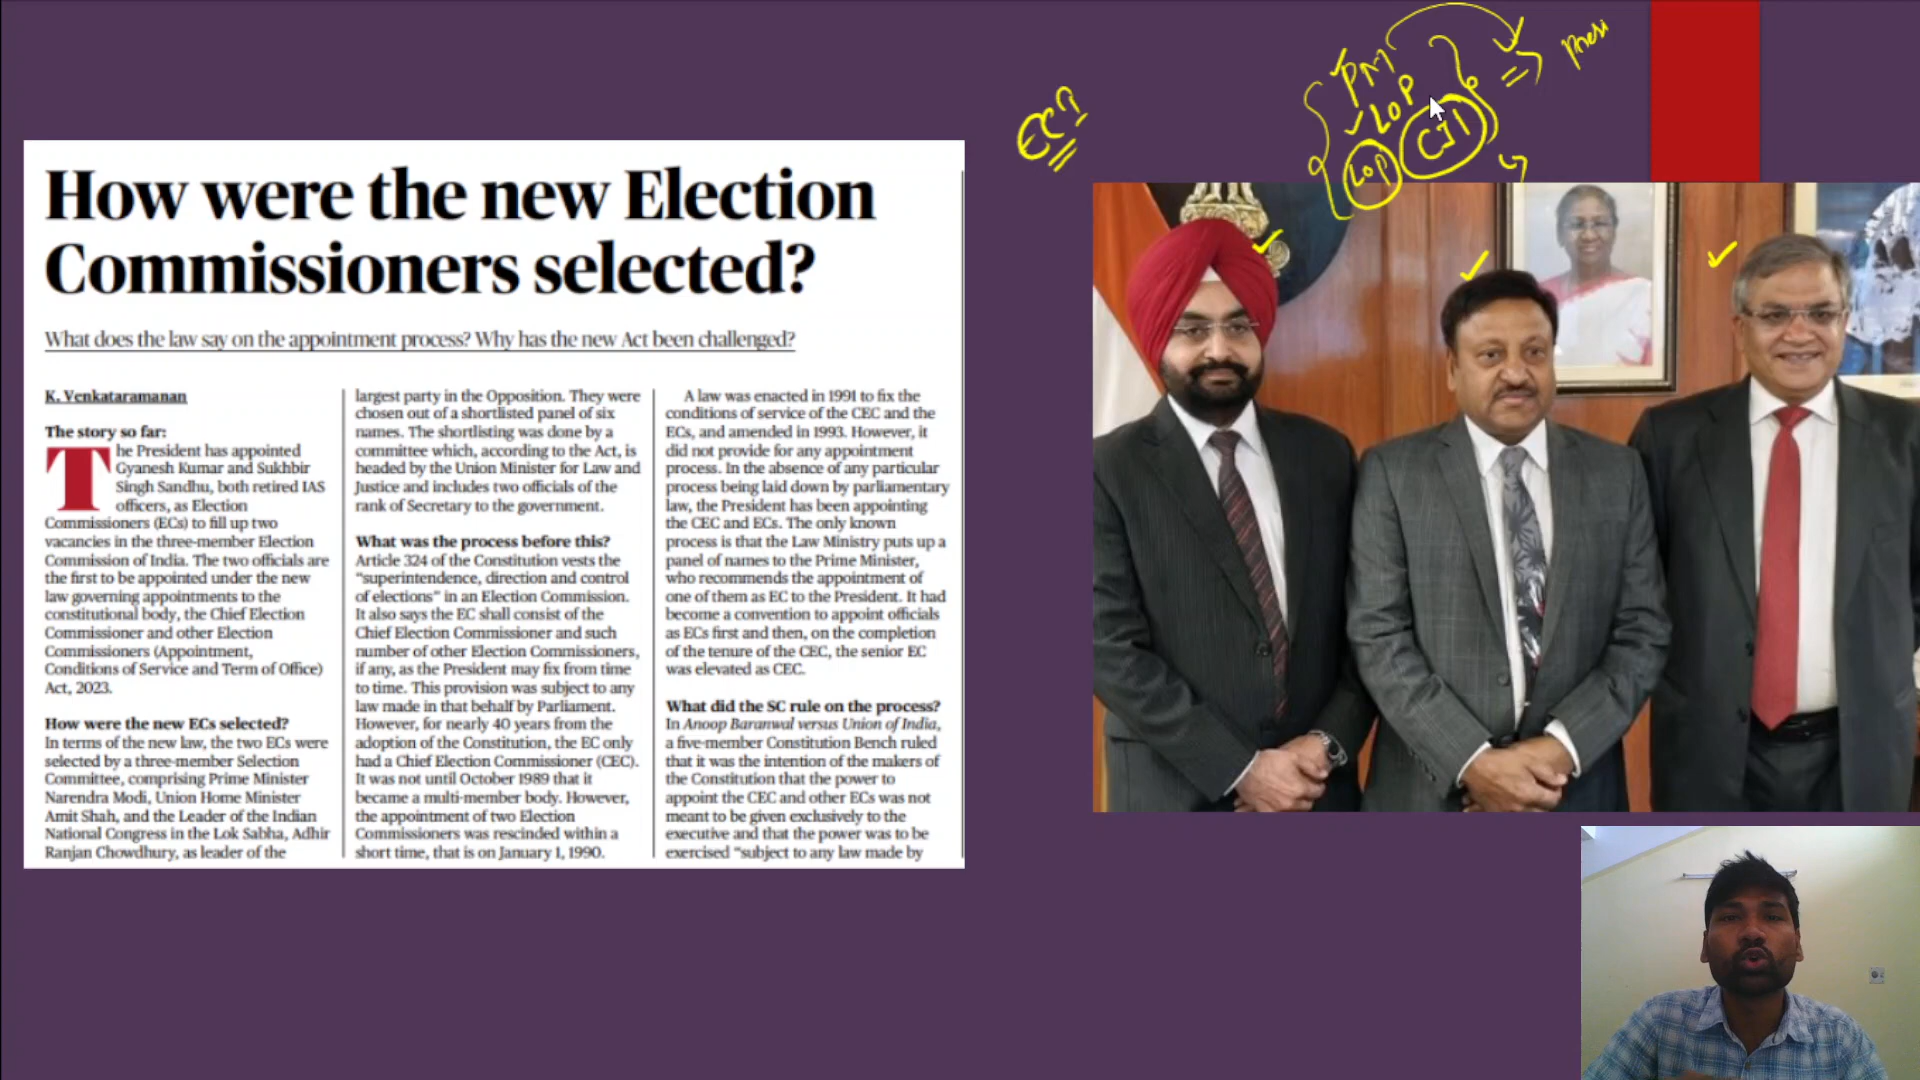 How were the new Election
Commissioners selected?
What does the law say on the appointment process? Why has the new Act been challenged?
K. Venkataramanan
The story so far:
The President has appointed
Gyanesh Kumar and Sukhbir
Singh Sandhu, both retired IAS
officers, as Election
Commissioners (ECs) to fill up two
vacancies in the three-member Election
Commission of India. The two officials are
the first to be appointed under the new
law governing appointments to the
constitutional body, the Chief Election
Commissioner and other Election
Commissioners (Appointment,
Conditions of Service and Term of Office)
Act, 2023.
How were the new ECs selected?
In terms of the new law, the two ECs were
selected by a three-member Selection
Committee, comprising Prime Minister
Narendra Modi, Union Home Minister
Amit Shah, and the Leader of the Indian
National Congress in the Lok Sabha, Adhir
Ranjan Chowdhury, as leader of the
largest party in the Opposition. They were
chosen out of a shortlisted panel of six
names. The shortlisting was done by a
committee which, according to the Act, is
headed by the Union Minister for Law and
Justice and includes two officials of the
rank of Secretary to the government.
What was the process before this?
Article 324 of the Constitution vests the
“superintendence, direction and control
of elections” in an Election Commission.
It also says the EC shall consist of the
Chief Election Commissioner and such
number of other Election Commissioners,
if any, as the President may fix from time
to time. This provision was subject to any
law made in that behalf by Parliament.
However, for nearly 40 years from the
adoption of the Constitution, the EC only
had a Chief Election Commissioner (CEC).
It was not until October 1989 that it
became a multi-member body. However,
the appointment of two Election
Commissioners was rescinded within a
short time, that is on January 1, 1990.
A law was enacted in 1991 to fix the
conditions of service of the CEC and the
ECs, and amended in 1993. However, it
did not provide for any appointment
process. In the absence of any particular
process being laid down by parliamentary
law, the President has been appointing
the CEC and ECs. The only known
process is that the Law Ministry puts up a
panel of names to the Prime Minister,
who recommends the appointment of
one of them as EC to the President. It had
become a convention to appoint officials
as ECs first and then, on the completion
of the tenure of the CEC, the senior EC
was elevated as CEC.
What did the SC rule on the process?
In Anoop Baranwal versus Union of India,
a five-member Constitution Bench ruled
that it was the intention of the makers of
the Constitution that the power to
appoint the CEC and other ECs was not
meant to be given exclusively to the
executive and that the power was to be
exercised “subject to any law made by
ECI
PM
LOP
LOP
CJI
Presi